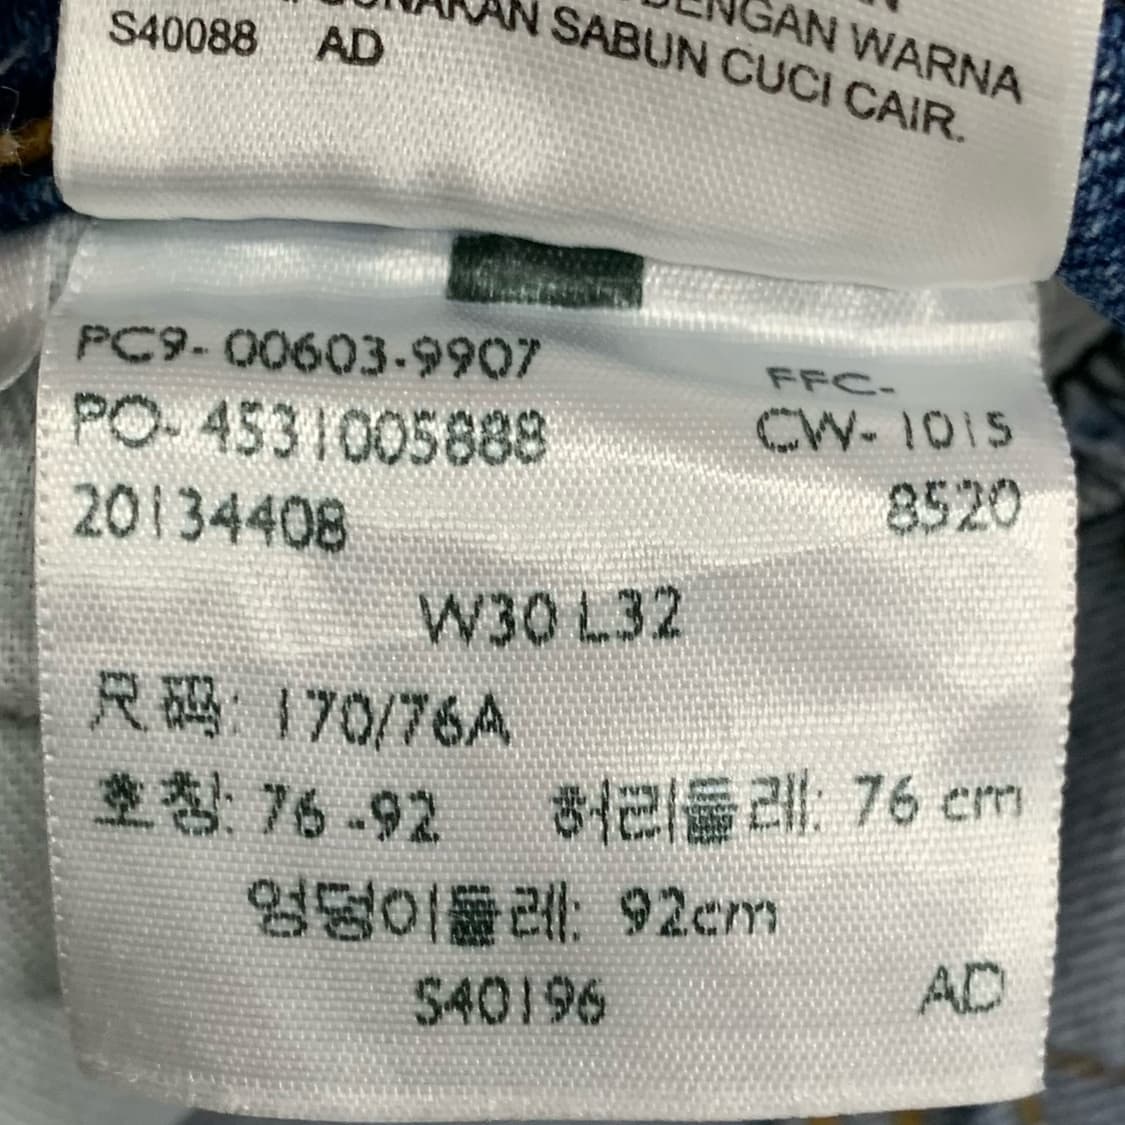 DENGAN WARNA
GUNAKAN SABUN CUCI CAIR.
S40088 AD
PC9-00603-9907
FFC-
PO-4531005888
CW-1015
20134408
8520
W30 L32
尺码: 170/76A
호칭: 76-92 허리둘레: 76 cm
엉덩이둘레: 92cm
S40196 AD